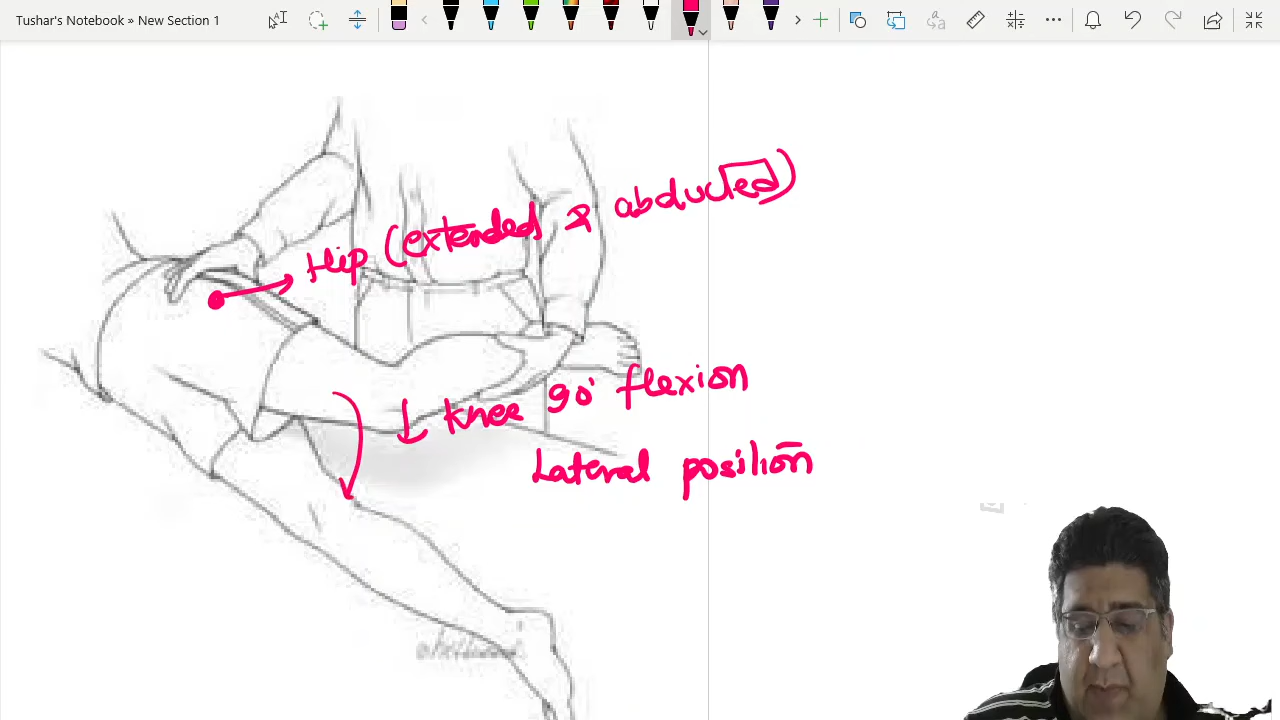 Tushar's Notebook » New Section 1
Hip (extended & abducted)
↓ Knee 90° flexion
Lateral position